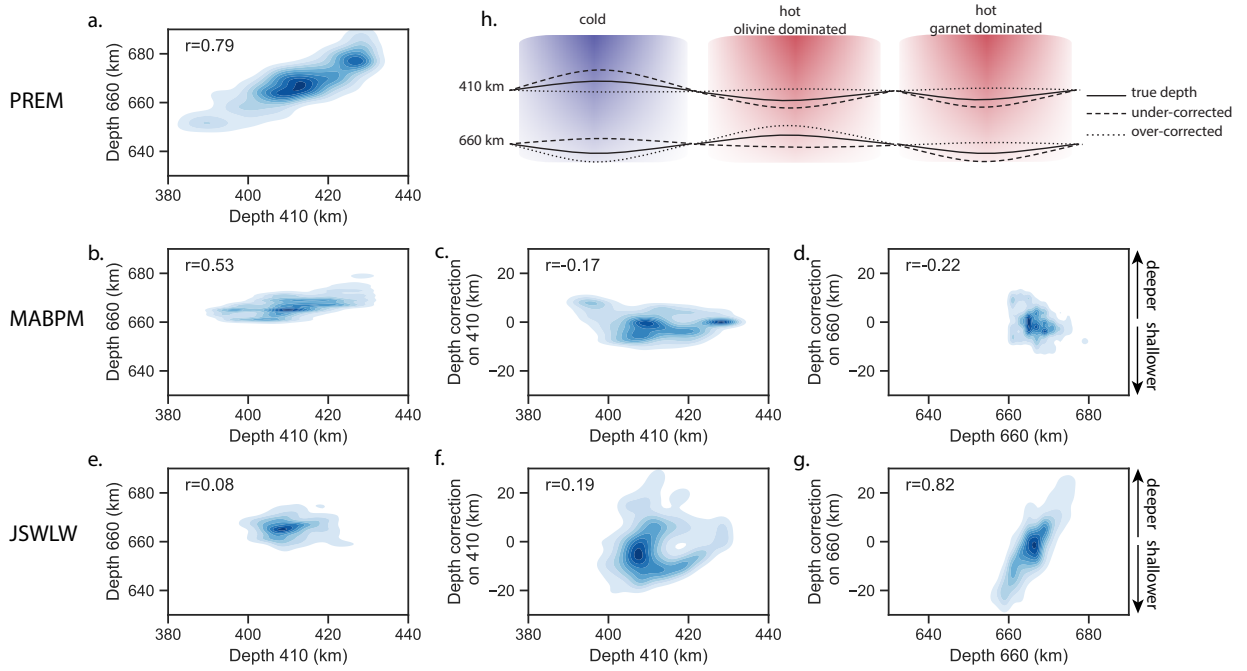 a.
r=0.79
PREM
Depth 660 (km)
680
660
640
380
400
420
440
Depth 410 (km)
h.
cold
hot
olivine dominated
hot
garnet dominated
410 km
660 km
true depth
under-corrected
over-corrected
MABPM
b.
r=0.53
Depth 660 (km)
680
660
640
380
400
420
440
Depth 410 (km)
c.
r=-0.17
Depth correction
on 410 (km)
20
0
−20
380
400
420
440
Depth 410 (km)
d.
r=-0.22
Depth correction
on 660 (km)
20
0
−20
640
660
680
Depth 660 (km)
deeper
shallower
JSWLW
e.
r=0.08
Depth 660 (km)
680
660
640
380
400
420
440
Depth 410 (km)
f.
r=0.19
Depth correction
on 410 (km)
20
0
−20
380
400
420
440
Depth 410 (km)
g.
r=0.82
Depth correction
on 660 (km)
20
0
−20
640
660
680
Depth 660 (km)
deeper
shallower